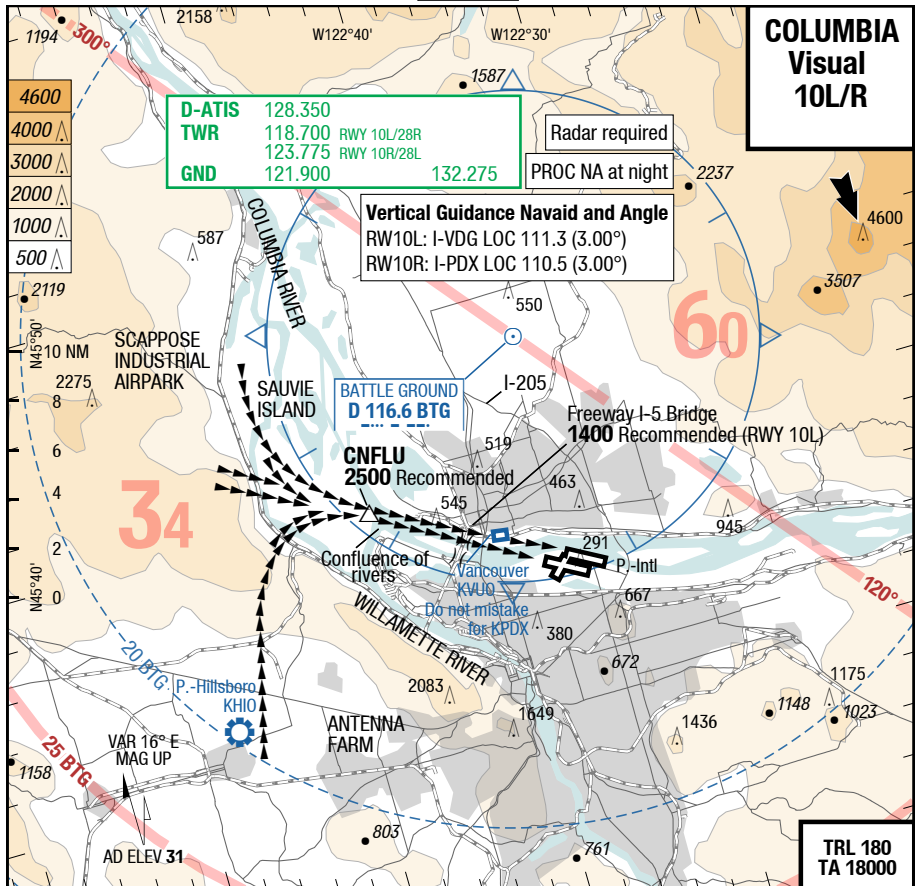 COLUMBIA
Visual
10L/R
2158
1194
300°
W122°40'
W122°30'
1587
4600
4000
3000
2000
1000
500
D-ATIS 128.350
TWR 118.700 RWY 10L/28R
123.775 RWY 10R/28L
GND 121.900 132.275
Radar required
PROC NA at night
2237
4600
Vertical Guidance Navaid and Angle
RW10L: I-VDG LOC 111.3 (3.00°)
RW10R: I-PDX LOC 110.5 (3.00°)
COLUMBIA RIVER
587
3507
2119
550
60
N45°50'
10 NM
SCAPPOSE
INDUSTRIAL
AIRPARK
2275
8
SAUVIE
ISLAND
BATTLE GROUND
D 116.6 BTG
I-205
Freeway I-5 Bridge
1400 Recommended (RWY 10L)
519
6
CNFLU
2500 Recommended
463
4
34
545
945
2
Confluence of
rivers
291
P.-Intl
Vancouver
KVUO
Do not mistake
for KPDX
N45°40'
0
667
120°
WILLAMETTE RIVER
380
672
20 BTG
P.-Hillsboro
KHIO
2083
1175
1148
1023
1649
1436
ANTENNA
FARM
VAR 16° E
MAG UP
25 BTG
1158
803
761
AD ELEV 31
TRL 180
TA 18000